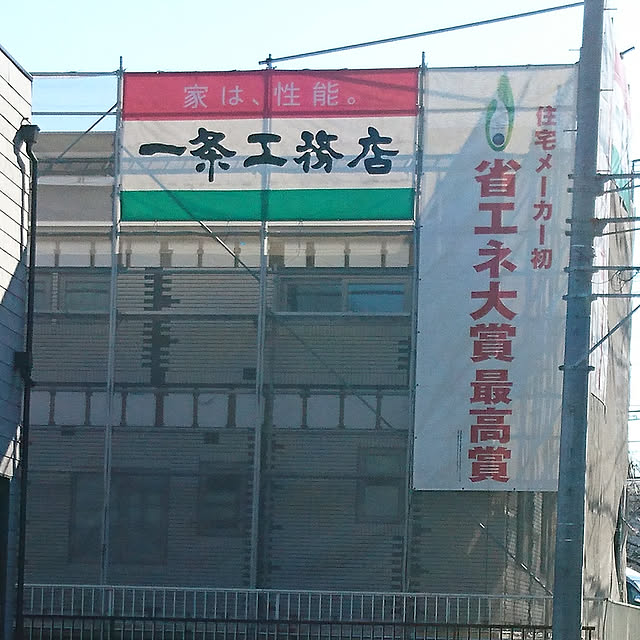 家は、性能。
一条工務店
住宅メーカー初
省エネ大賞 最高賞